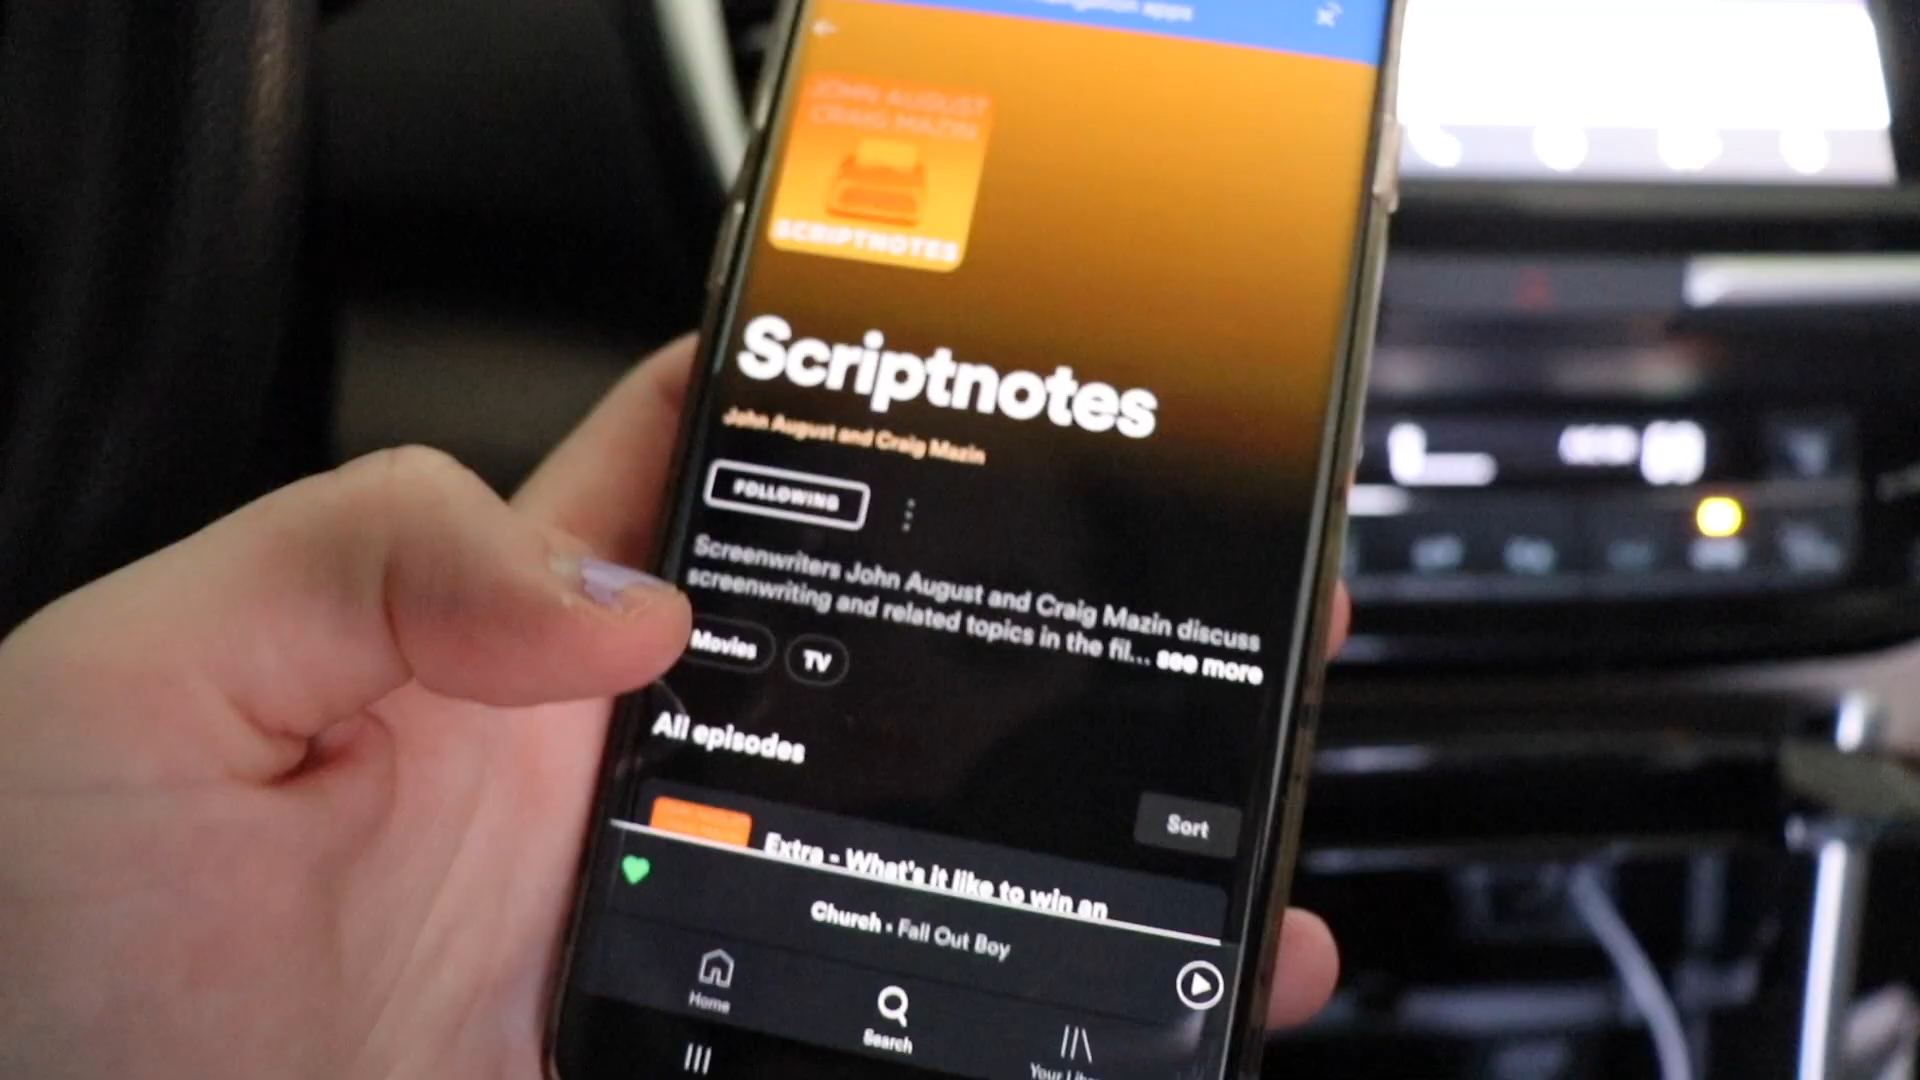 apps
JOHN AUGUST
CRAIG MAZIN
SCRIPTNOTES
Scriptnotes
John August and Craig Mazin
FOLLOWING
Screenwriters John August and Craig Mazin discuss
screenwriting and related topics in the fil... see more
Movies
TV
All episodes
Sort
Extra - What's it like to win an
Church • Fall Out Boy
Home
Search
Your